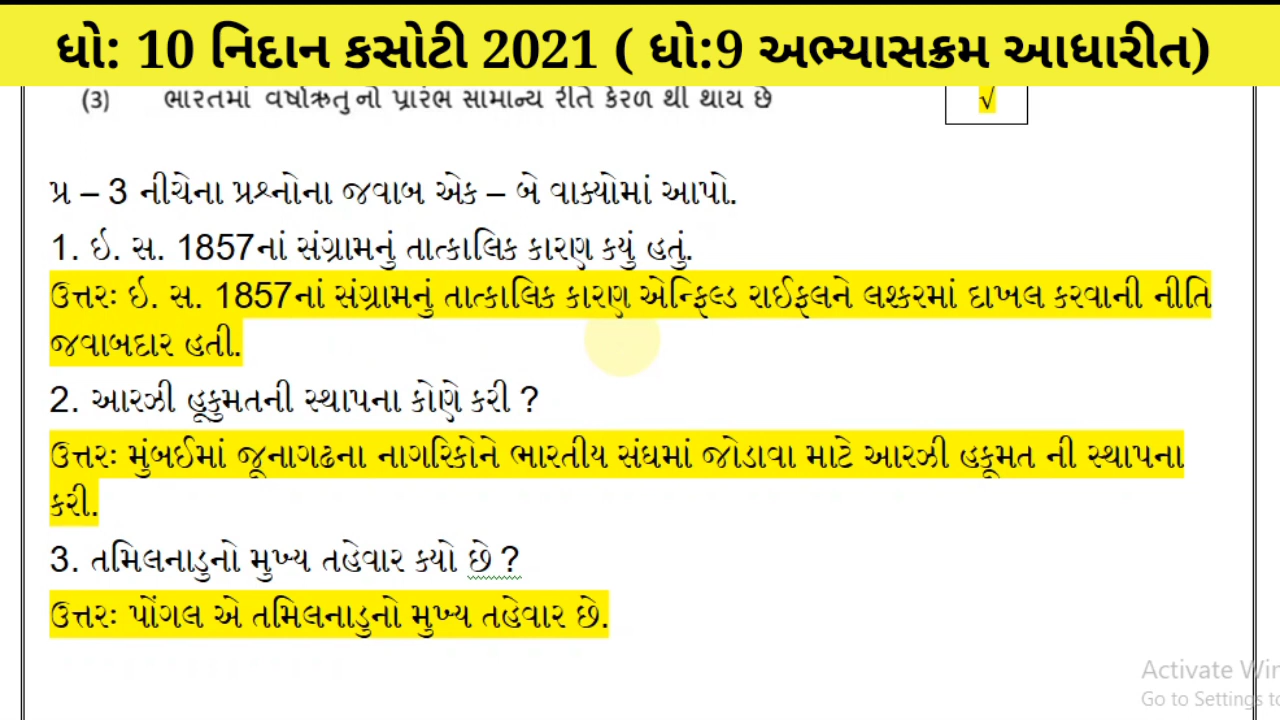 ધો: 10 નિદાન કસોટી 2021 ( ધો:9 અભ્યાસક્રમ આધારીત)
(3) ભારતમાં વર્ષાઋતુ નો પ્રારંભ સામાન્ય રીતે કેરળ થી થાય છે √
પ્ર – 3 નીચેના પ્રશ્નોના જવાબ એક – બે વાક્યોમાં આપો.
1. ઇ. સ. 1857નાં સંગ્રામનું તાત્કાલિક કારણ કયું હતું.
ઉત્તરઃ ઇ. સ. 1857નાં સંગ્રામનું તાત્કાલિક કારણ એન્ફિલ્ડ રાઈફલને લશ્કરમાં દાખલ કરવાની નીતિ
જવાબદાર હતી.
2. આરઝી હૂકુમતની સ્થાપના કોણે કરી ?
ઉત્તરઃ મુંબઈમાં જૂનાગઢના નાગરિકોને ભારતીય સંઘમાં જોડાવા માટે આરઝી હકૂમત ની સ્થાપના
કરી.
3. તમિલનાડુનો મુખ્ય તહેવાર ક્યો છે ?
ઉત્તરઃ પોંગલ એ તમિલનાડુનો મુખ્ય તહેવાર છે.
Activate Win
Go to Settings to